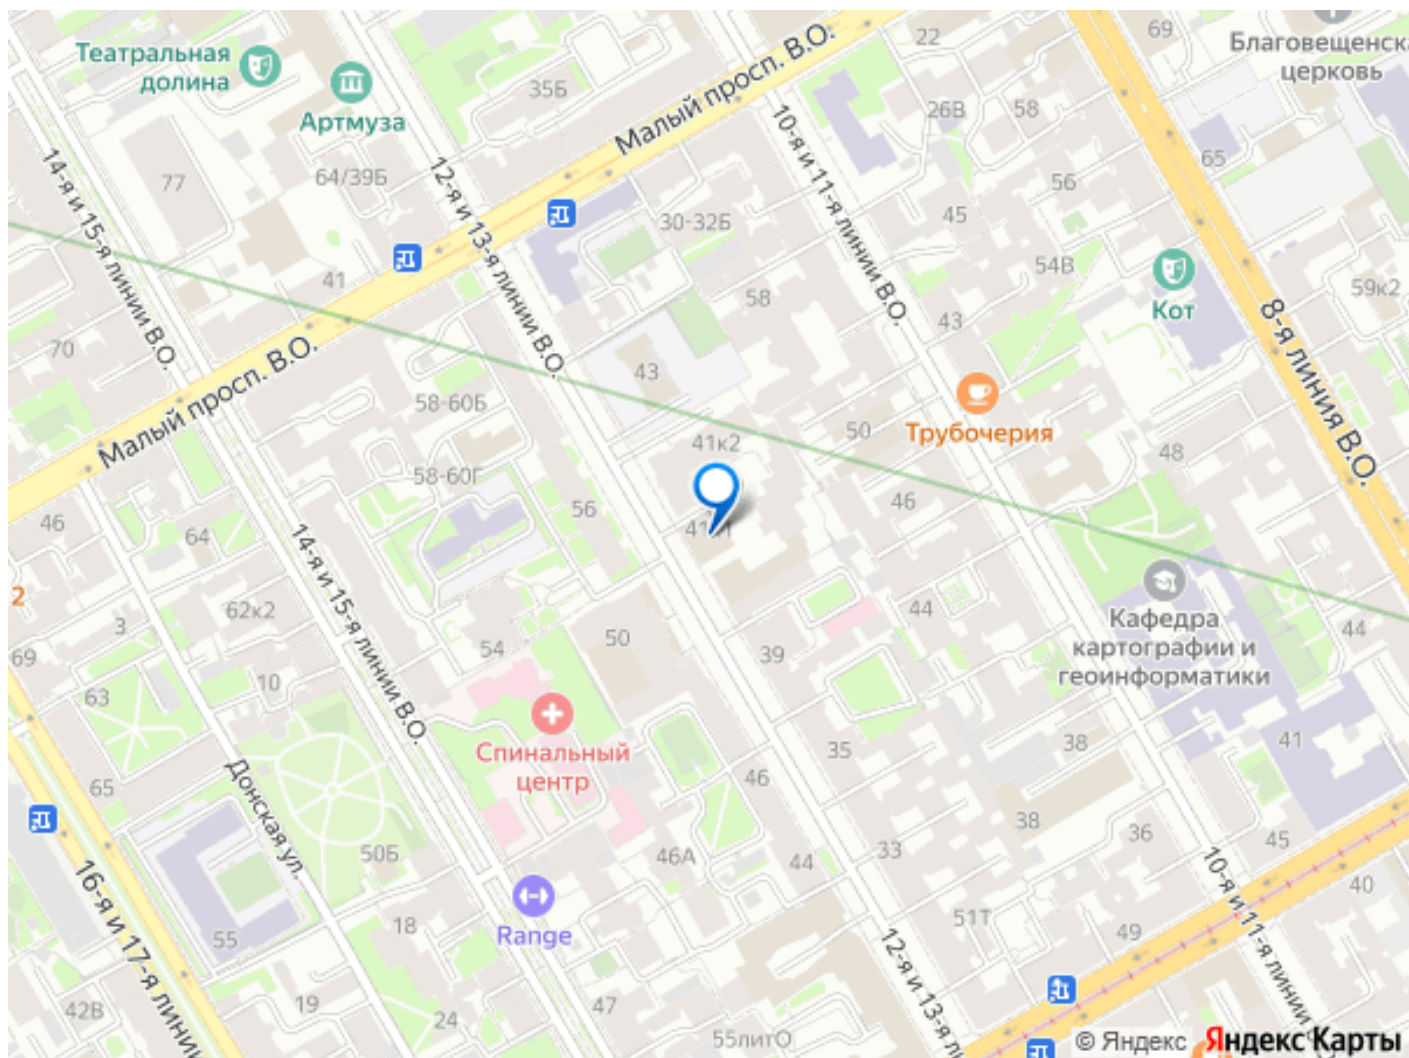 Театральная
долина
Артмуза
64/39Б
77
35Б
Малый просп. В.О.
22
69
Благовещенска
церковь
26В
58
65
56
45
54В
Кот
59к2
8-я линия В.О.
10-я и 11-я линии В.О.
12-я и 13-я линии В.О.
14-я и 15-я линии В.О.
30-32Б
58
41
70
Малый просп. В.О.
43
43
58-60Б
Трубочерия
50
41к2
48
58-60Г
46
56
46
64
14-я и 15-я линии В.О.
2
62к2
3
69
63
10
54
50
39
44
Кафедра
картографии и
геоинформатики
44
Спинальный
центр
35
38
41
46
65
Донская ул.
50Б
46А
44
33
38
36
45
40
16-я и 17-я линии
55
18
Range
51Т
49
10-я и 11-я линии
12-я и 13-я ли
42В
19
24
47
55литО
© Яндекс
Яндекс Карты